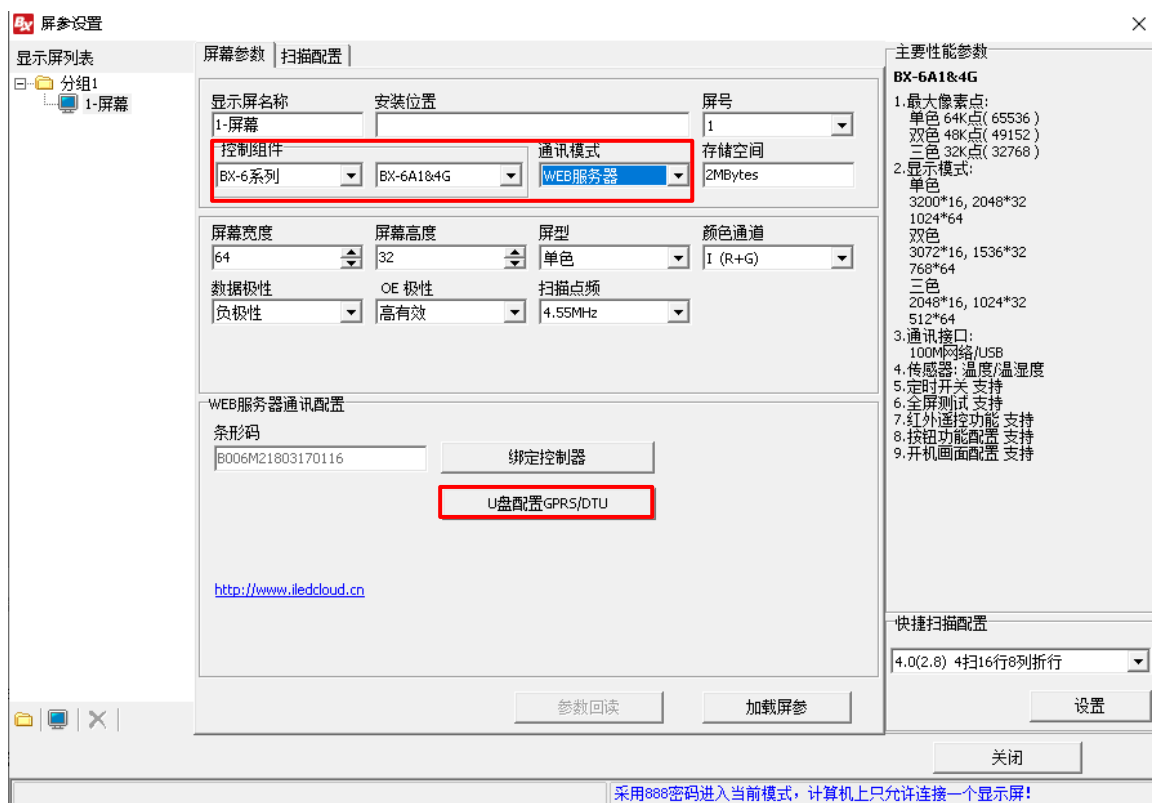 BX 屏参设置
显示屏列表
分组1
1-屏幕
屏幕参数 扫描配置
显示屏名称 安装位置 屏号
1-屏幕 1
控制组件 通讯模式 存储空间
BX-6系列 BX-6A1&4G WEB服务器 2MBytes
屏幕宽度 屏幕高度 屏型 颜色通道
64 32 单色 I (R+G)
数据极性 OE 极性 扫描点频
负极性 高有效 4.55MHz
WEB服务器通讯配置
条形码
B006M21803170116 绑定控制器
U盘配置GPRS/DTU
http://www.iledcloud.cn
参数回读 加载屏参
主要性能参数
BX-6A1&4G
1.最大像素点:
单色 64K点( 65536 )
双色 48K点( 49152 )
三色 32K点( 32768 )
2.显示模式:
单色
3200*16, 2048*32
1024*64
双色
3072*16, 1536*32
768*64
三色
2048*16, 1024*32
512*64
3.通讯接口:
100M网络/USB
4.传感器: 温度/温湿度
5.定时开关 支持
6.全屏测试 支持
7.红外遥控功能 支持
8.按钮功能配置 支持
9.开机画面配置 支持
快捷扫描配置
4.0(2.8) 4扫16行8列折行
设置
关闭
采用888密码进入当前模式，计算机上只允许连接一个显示屏!